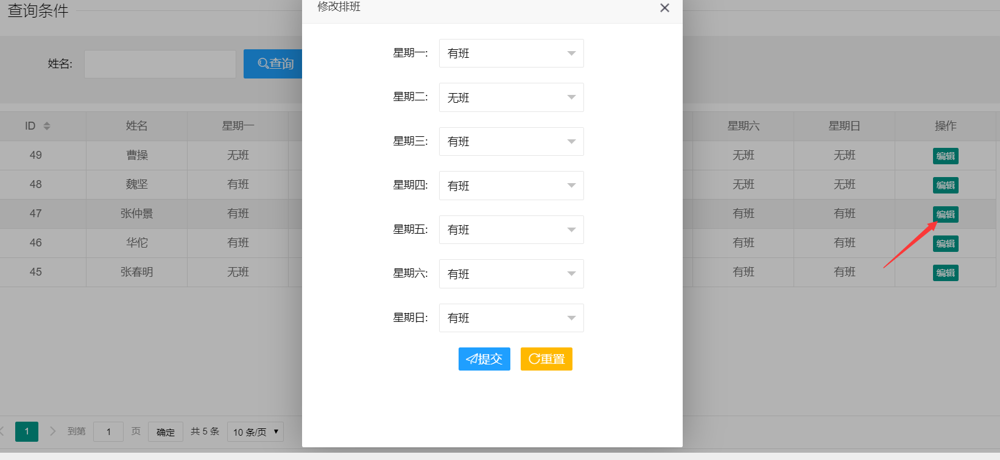 查询条件
修改排班
姓名:
查询
星期一: 有班
星期二: 无班
星期三: 有班
星期四: 有班
星期五: 有班
星期六: 有班
星期日: 有班
提交 重置
ID 姓名 星期一 星期六 星期日 操作
49 曹操 无班 无班 无班 编辑
48 魏坚 有班 无班 无班 编辑
47 张仲景 有班 有班 有班 编辑
46 华佗 有班 有班 有班 编辑
45 张春明 无班 有班 有班 编辑
1 到第 1 页 确定 共 5 条 10 条/页